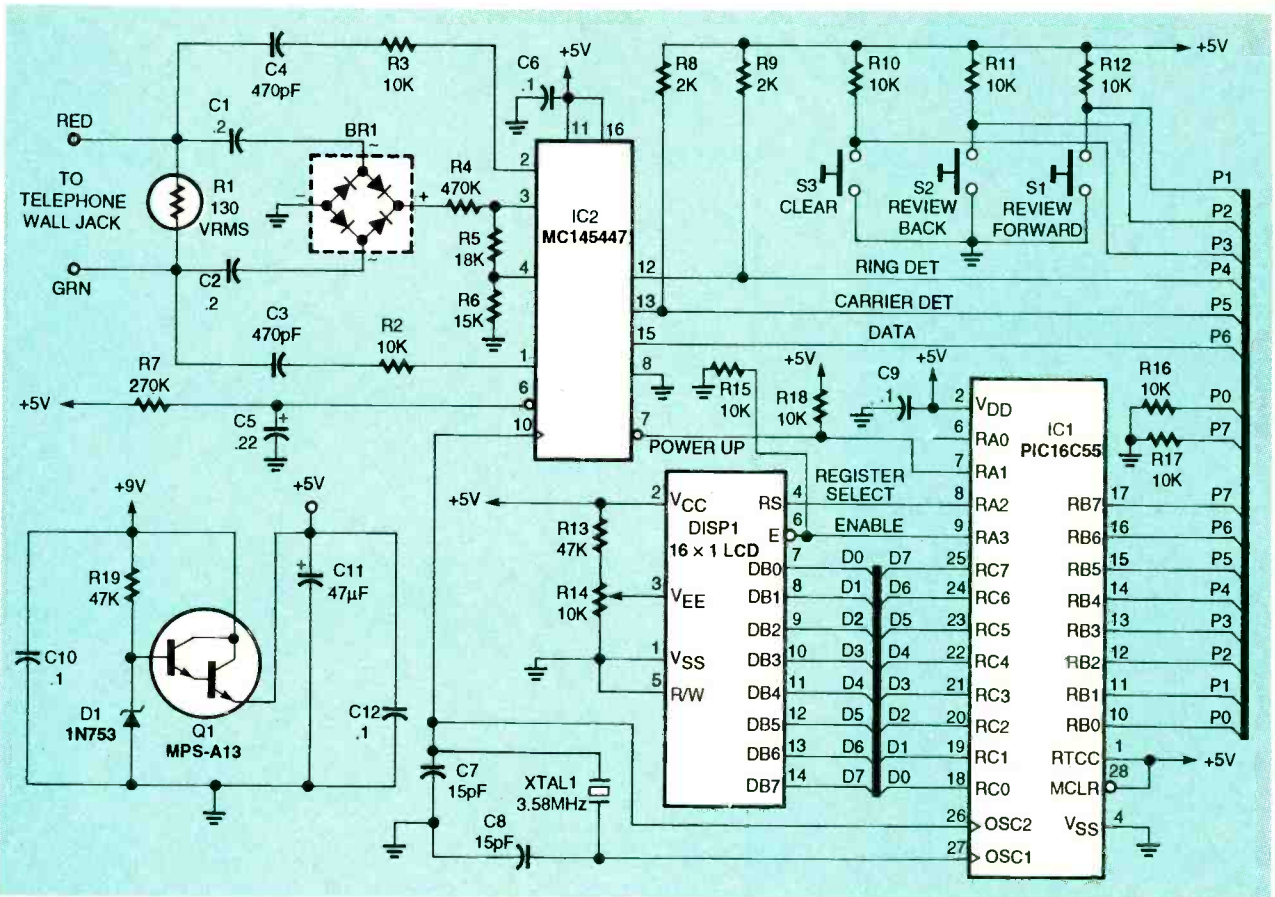 C4
470pF
R3
10K
C6
.1
+5V
R8
2K
R9
2K
R10
10K
R11
10K
R12
10K
+5V
RED
C1
.2
BR1
~
−
+
~
11
16
2
TO
TELEPHONE
WALL JACK
R1
130
VRMS
R4
470K
3
IC2
MC145447
S3
CLEAR
S2
REVIEW
BACK
S1
REVIEW
FORWARD
P1
P2
P3
P4
P5
P6
P0
P7
R5
18K
4
12
RING DET
GRN
C2
.2
R6
15K
13
CARRIER DET
C3
470pF
R2
10K
1
15
DATA
R7
270K
8
+5V
6
C5
+
.22
10
7
POWER UP
R15
10K
+5V
R18
10K
C9
.1
+5V
R16
10K
R17
10K
2
VDD
6
RA0
7
RA1
8
RA2
9
RA3
25
RC7
24
RC6
23
RC5
22
RC4
21
RC3
20
RC2
19
RC1
18
RC0
26
OSC2
27
OSC1
IC1
PIC16C55
RB7
17
P7
RB6
16
P6
RB5
15
P5
RB4
14
P4
RB3
13
P3
RB2
12
P2
RB1
11
P1
RB0
10
P0
RTCC
1
+5V
MCLR
28
VSS
4
REGISTER
SELECT
ENABLE
+5V
R13
47K
R14
10K
2
VCC
3
VEE
1
VSS
5
R/W
DISP1
16 × 1 LCD
RS
4
E
6
DB0
7
D0
D7
DB1
8
D1
D6
DB2
9
D2
D5
DB3
10
D3
D4
DB4
11
D4
D3
DB5
12
D5
D2
DB6
13
D6
D1
DB7
14
D7
D0
+9V
+5V
R19
47K
+
C11
47µF
C10
.1
D1
1N753
Q1
MPS-A13
C12
.1
C7
15pF
XTAL1
3.58MHz
C8
15pF